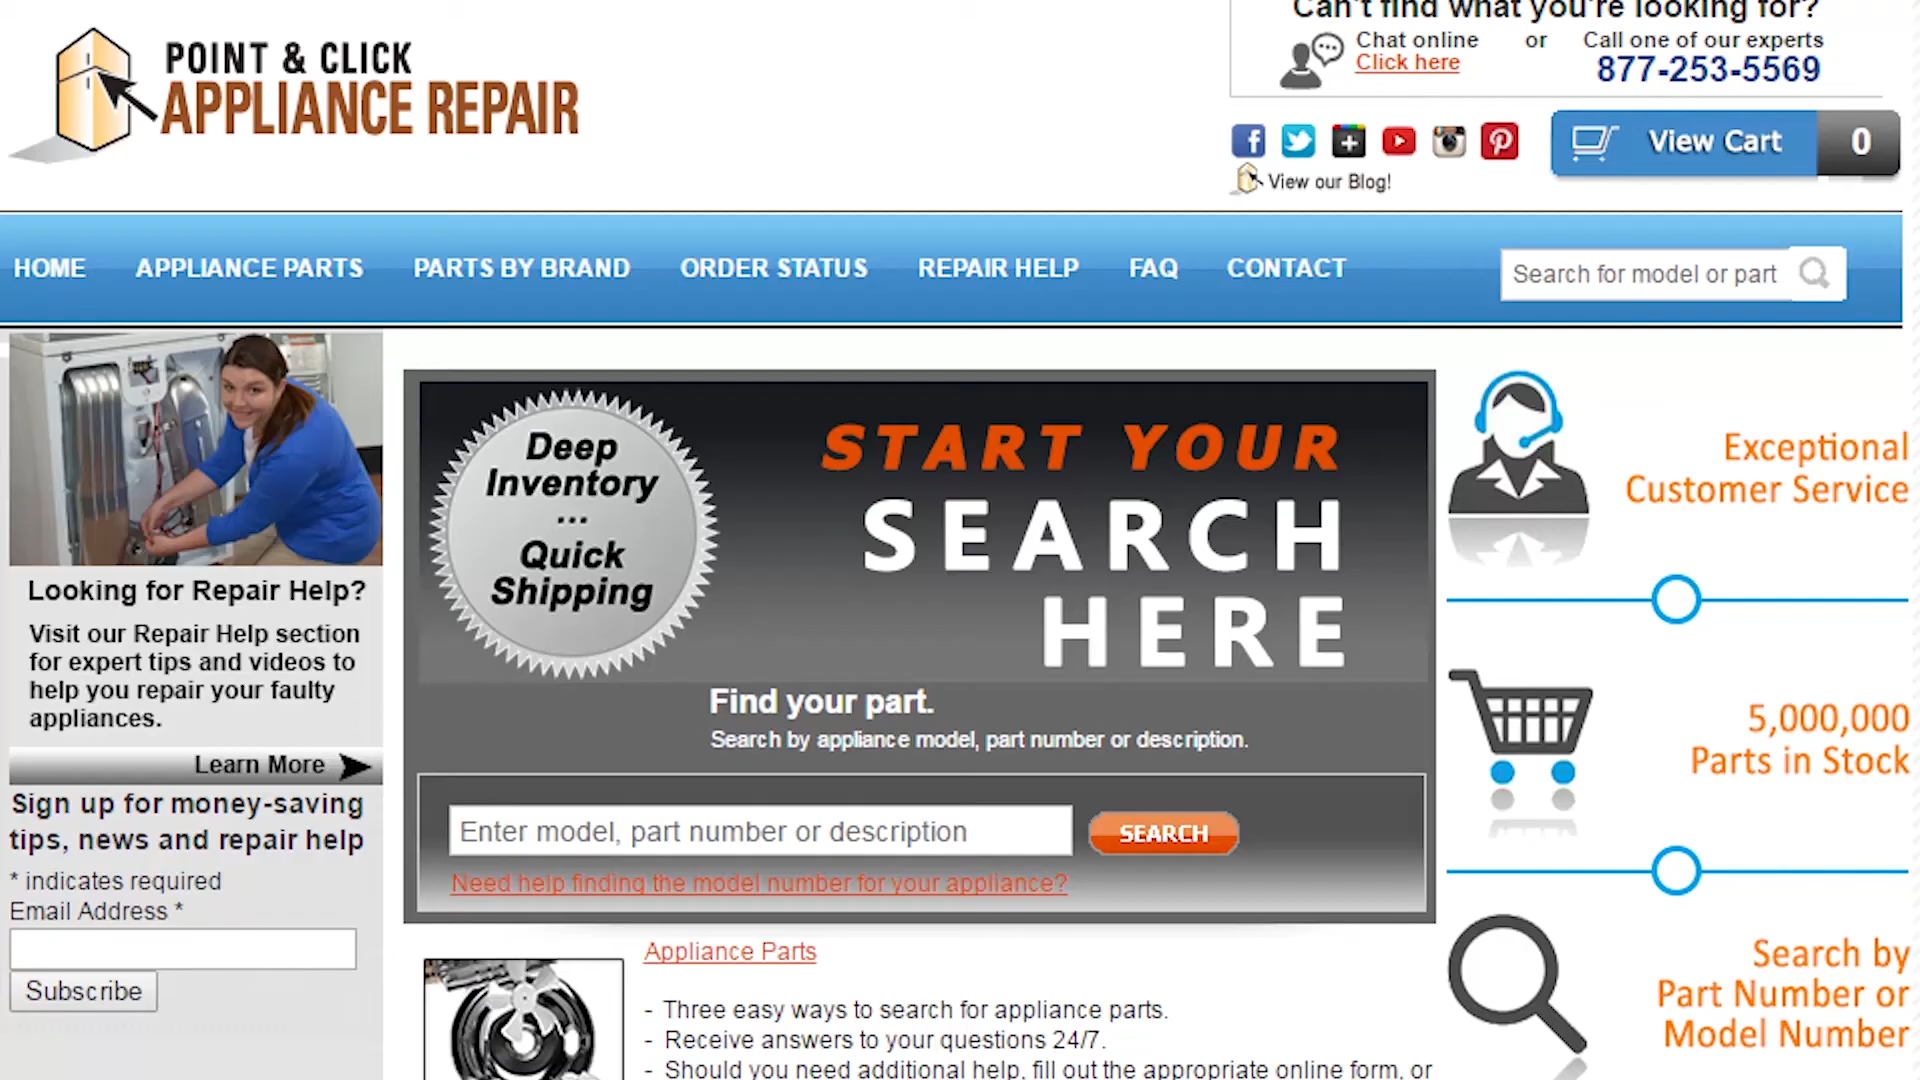 POINT & CLICK
APPLIANCE REPAIR
Can't find what you're looking for?
Chat online or Call one of our experts
Click here 877-253-5569
View Cart 0
View our Blog!
HOME APPLIANCE PARTS PARTS BY BRAND ORDER STATUS REPAIR HELP FAQ CONTACT
Search for model or part
Looking for Repair Help?
Visit our Repair Help section
for expert tips and videos to
help you repair your faulty
appliances.
Learn More
Sign up for money-saving
tips, news and repair help
* indicates required
Email Address *
Subscribe
Deep
Inventory
...
Quick
Shipping
START YOUR
SEARCH
HERE
Find your part.
Search by appliance model, part number or description.
Enter model, part number or description
SEARCH
Need help finding the model number for your appliance?
Appliance Parts
- Three easy ways to search for appliance parts.
- Receive answers to your questions 24/7.
- Should you need additional help, fill out the appropriate online form, or
Exceptional
Customer Service
5,000,000
Parts in Stock
Search by
Part Number or
Model Number